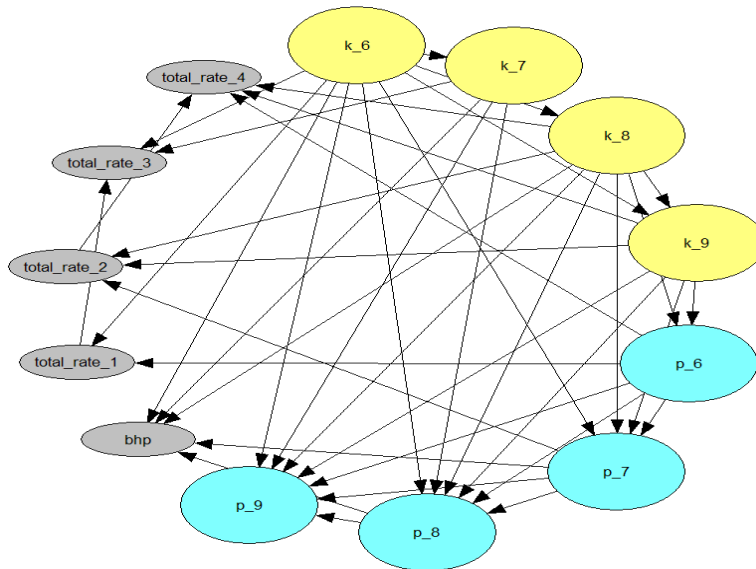 k_6
k_7
total_rate_4
k_8
total_rate_3
k_9
total_rate_2
total_rate_1
p_6
bhp
p_7
p_9
p_8